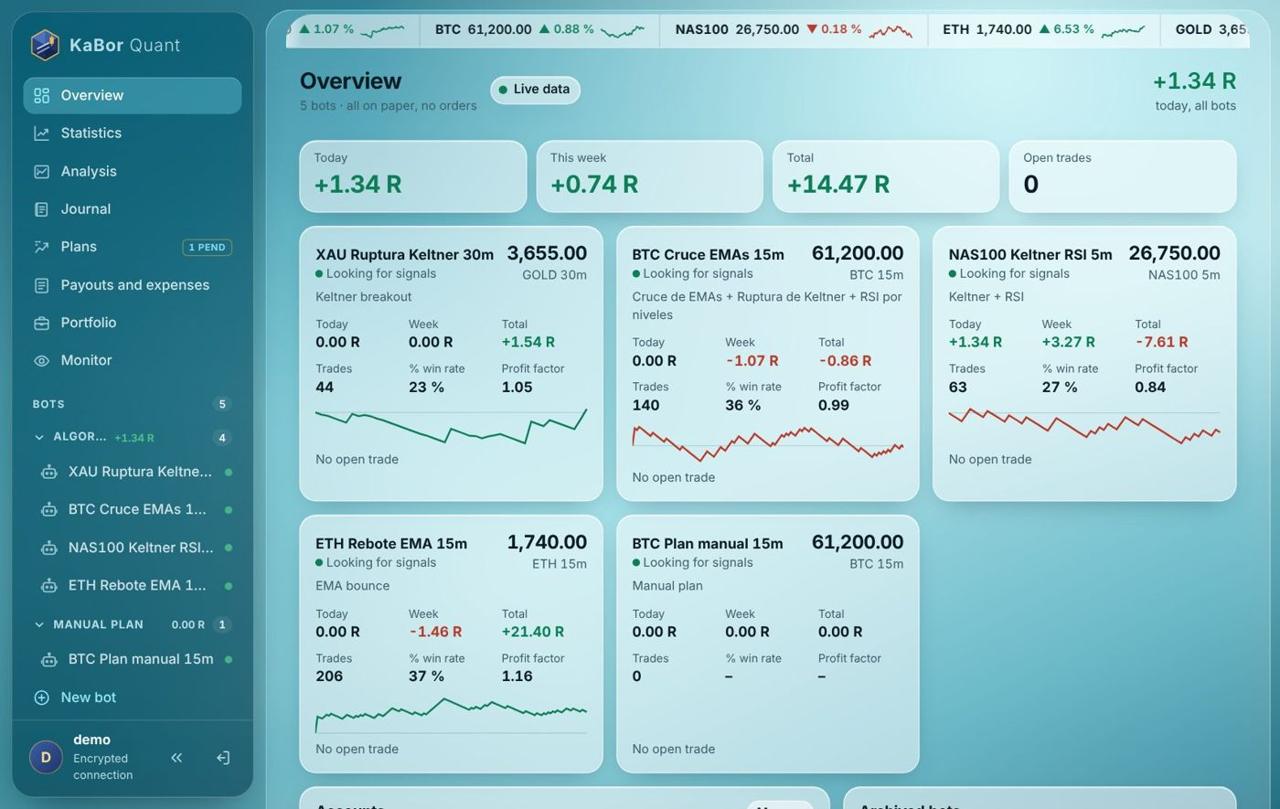 KaBor Quant
Overview
Statistics
Analysis
Journal
Plans 1 PEND
Payouts and expenses
Portfolio
Monitor
BOTS 5
ALGOR... +1.34 R 4
XAU Ruptura Keltne...
BTC Cruce EMAs 1...
NAS100 Keltner RSI...
ETH Rebote EMA 1...
MANUAL PLAN 0.00 R 1
BTC Plan manual 15m
New bot
D demo
Encrypted
connection
▲ 1.07 % BTC 61,200.00 ▲ 0.88 % NAS100 26,750.00 ▼ 0.18 % ETH 1,740.00 ▲ 6.53 % GOLD 3,65
Overview
5 bots · all on paper, no orders
Live data
+1.34 R
today, all bots
Today
+1.34 R
This week
+0.74 R
Total
+14.47 R
Open trades
0
XAU Ruptura Keltner 30m 3,655.00
Looking for signals GOLD 30m
Keltner breakout
Today Week Total
0.00 R 0.00 R +1.54 R
Trades % win rate Profit factor
44 23 % 1.05
No open trade
BTC Cruce EMAs 15m 61,200.00
Looking for signals BTC 15m
Cruce de EMAs + Ruptura de Keltner + RSI por
niveles
Today Week Total
0.00 R -1.07 R -0.86 R
Trades % win rate Profit factor
140 36 % 0.99
No open trade
NAS100 Keltner RSI 5m 26,750.00
Looking for signals NAS100 5m
Keltner + RSI
Today Week Total
+1.34 R +3.27 R -7.61 R
Trades % win rate Profit factor
63 27 % 0.84
No open trade
ETH Rebote EMA 15m 1,740.00
Looking for signals ETH 15m
EMA bounce
Today Week Total
0.00 R -1.46 R +21.40 R
Trades % win rate Profit factor
206 37 % 1.16
No open trade
BTC Plan manual 15m 61,200.00
Looking for signals BTC 15m
Manual plan
Today Week Total
0.00 R 0.00 R 0.00 R
Trades % win rate Profit factor
0 – –
No open trade
Accounts
Archived bots